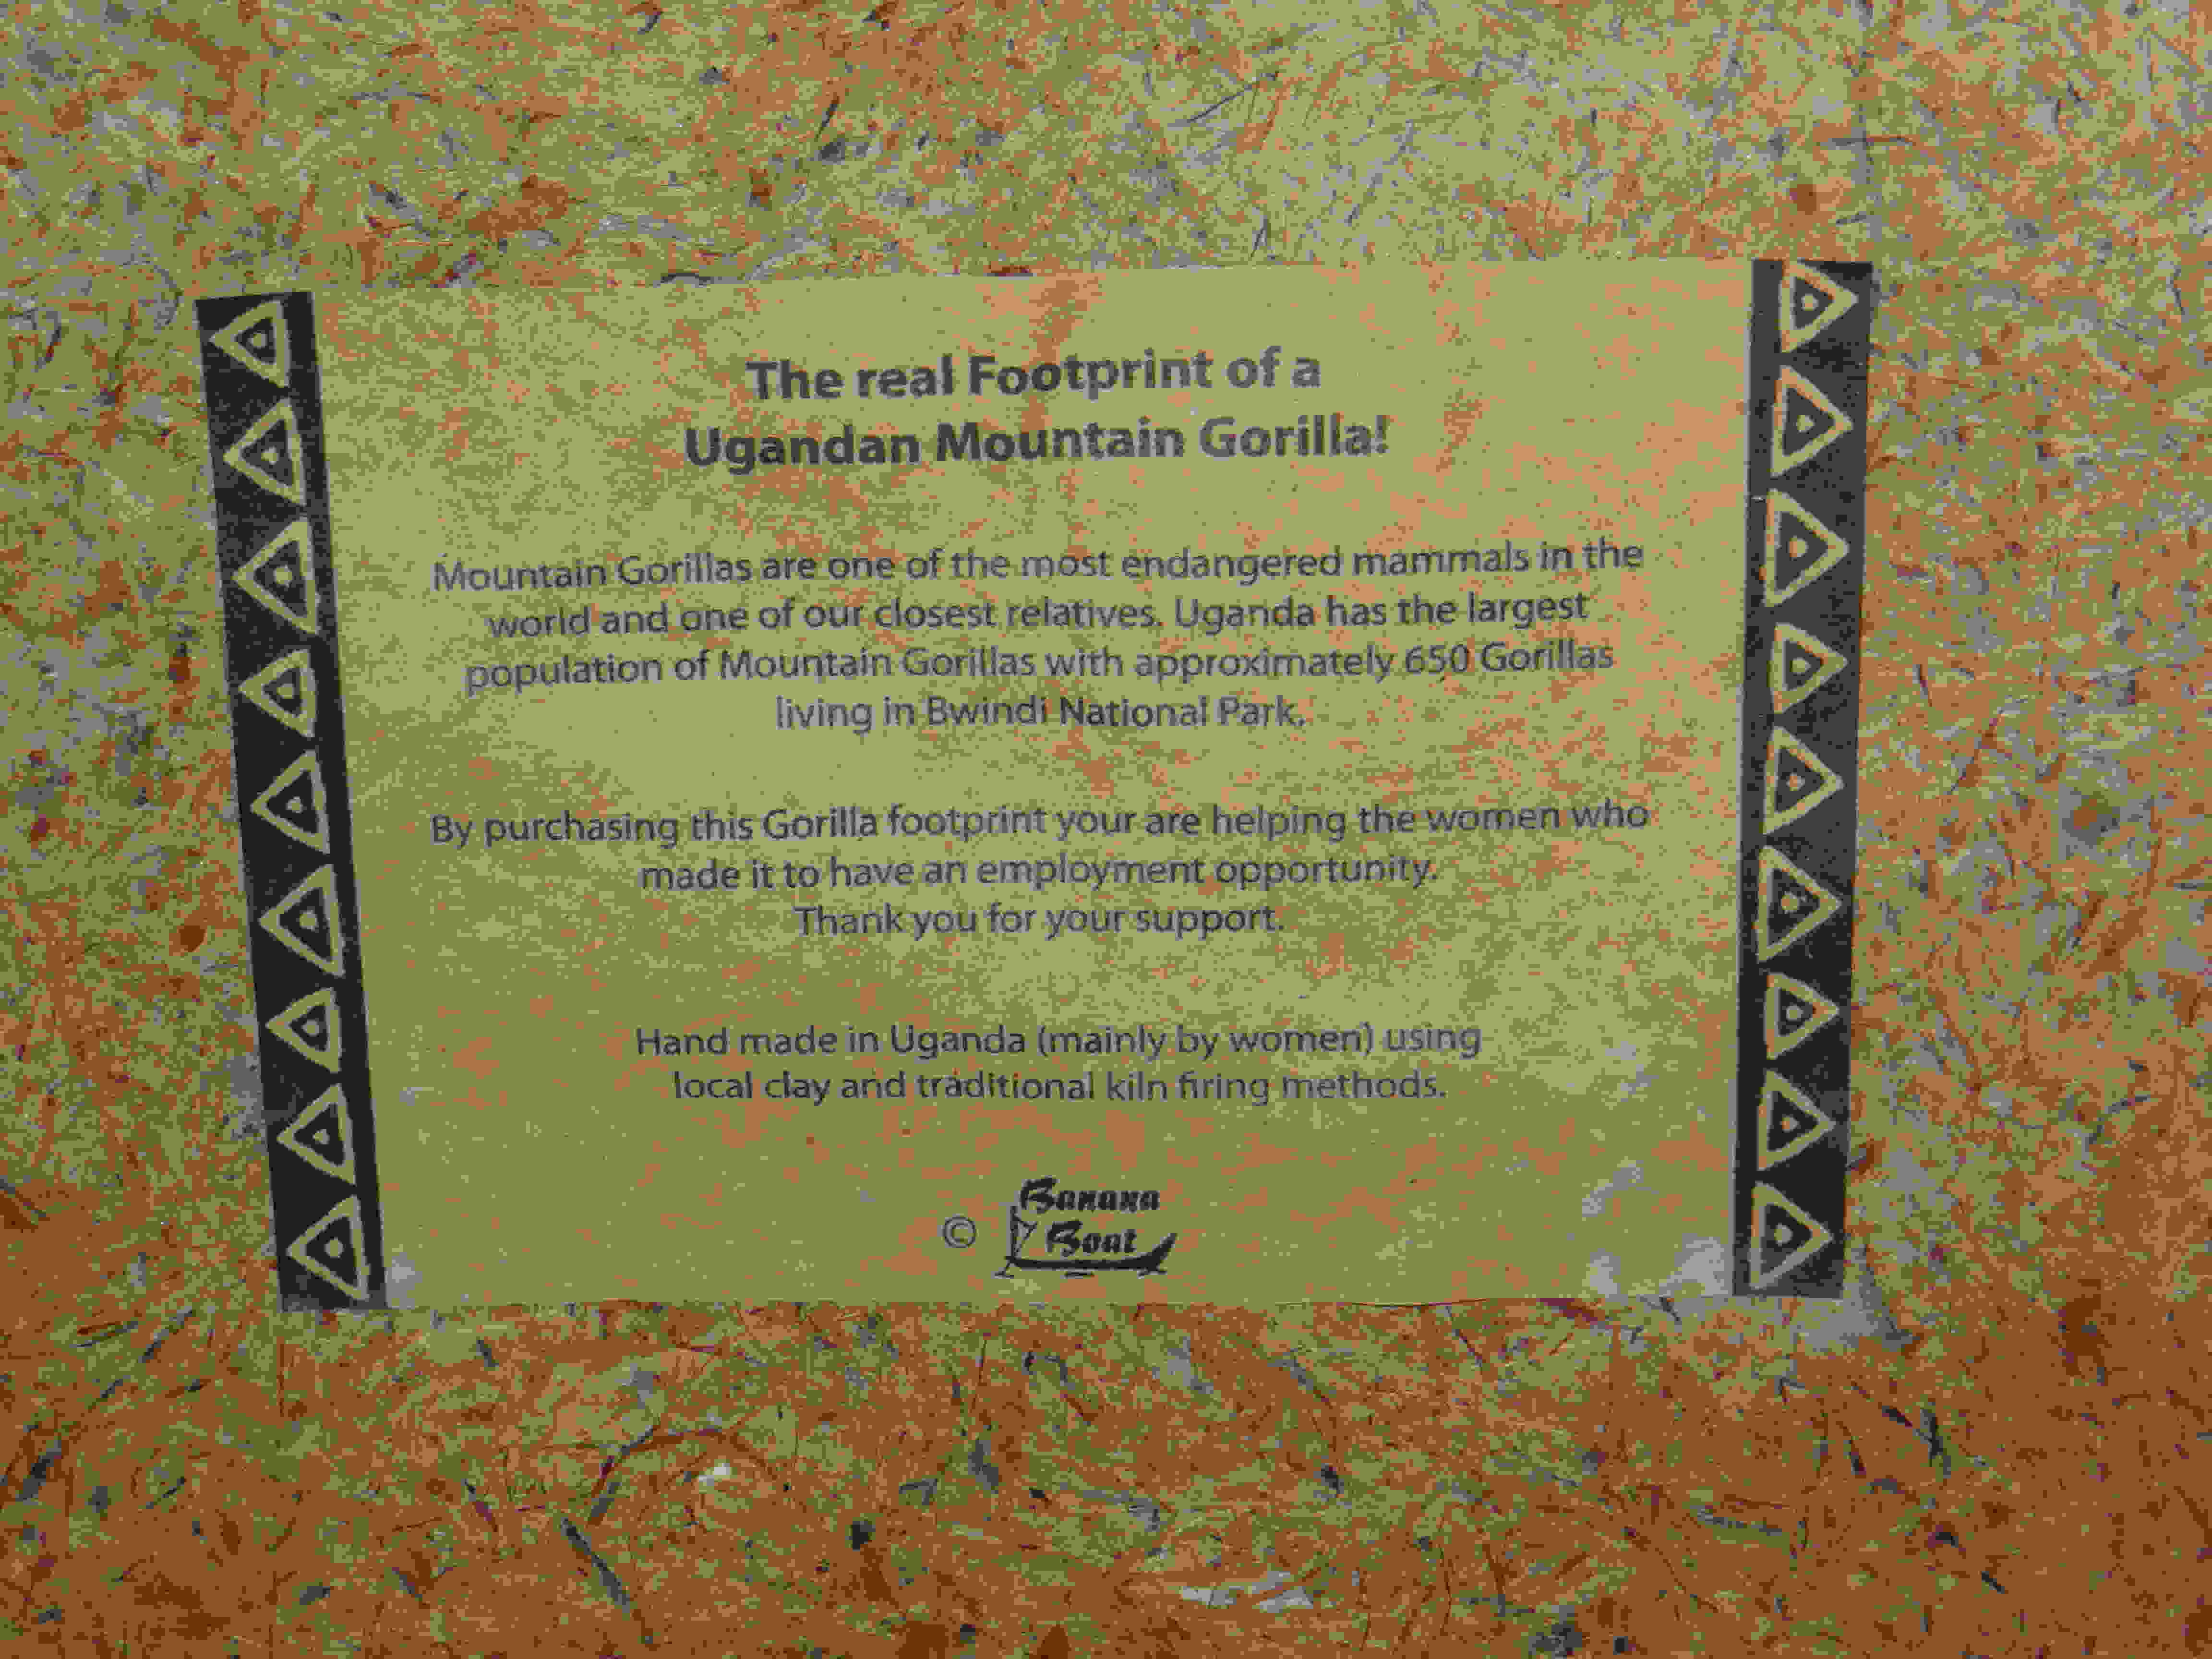 The real Footprint of a
Ugandan Mountain Gorilla!
Mountain Gorillas are one of the most endangered mammals in the
world and one of our closest relatives. Uganda has the largest
population of Mountain Gorillas with approximately 650 Gorillas
living in Bwindi National Park.
By purchasing this Gorilla footprint your are helping the women who
made it to have an employment opportunity.
Thank you for your support.
Hand made in Uganda (mainly by women) using
local clay and traditional kiln firing methods.
Banana
© Boat